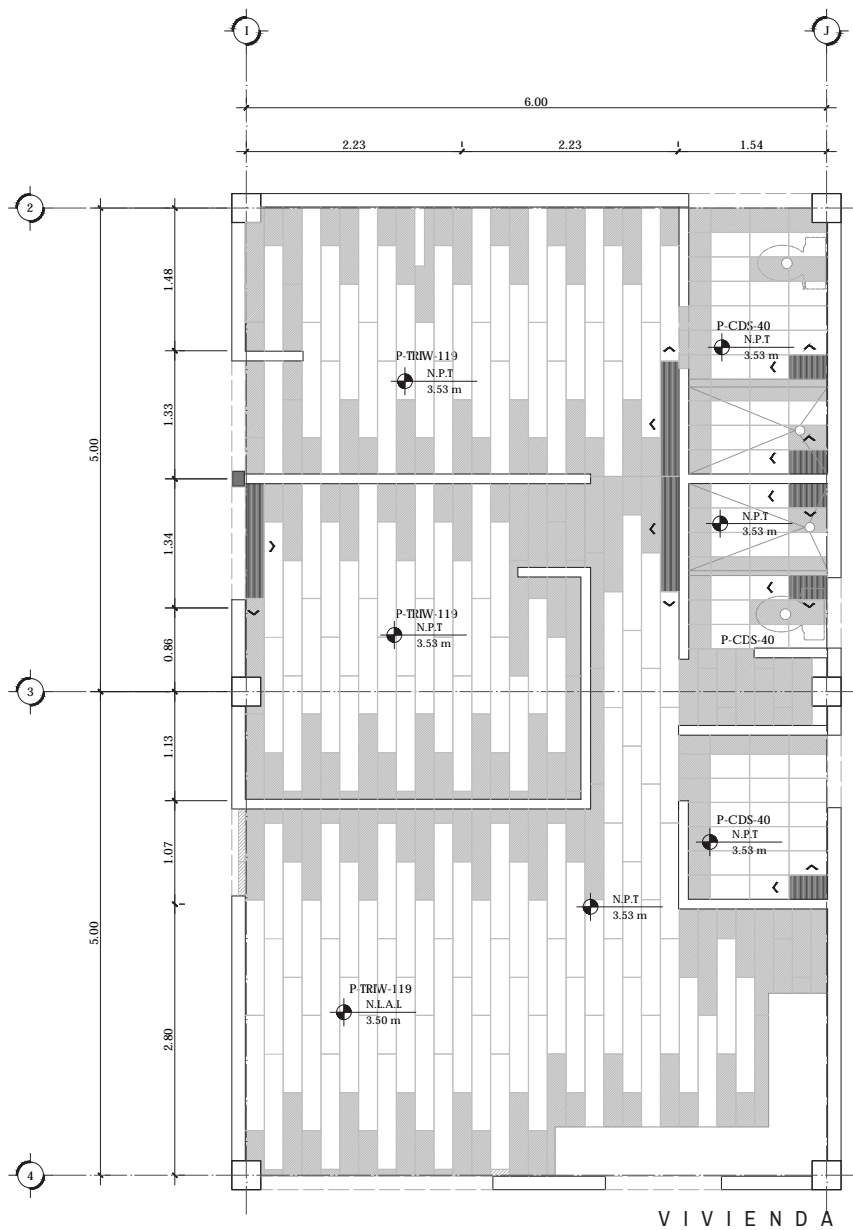 I
J
6.00
2.23
2.23
1.54
2
1.48
P-CDS-40
N.P.T
3.53 m
P-TRIW-119
N.P.T
3.53 m
1.33
5.00
N.P.T
3.53 m
1.34
P-TRIW-119
N.P.T
3.53 m
P-CDS-40
0.86
3
1.13
P-CDS-40
N.P.T
3.53 m
1.07
N.P.T
3.53 m
5.00
P-TRIW-119
N.L.A.L
3.50 m
2.80
4
VIVIENDA